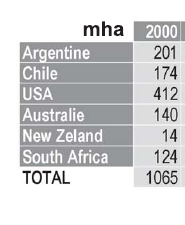 mha 2000
Argentine 201
Chile 174
USA 412
Australie 140
New Zeland 14
South Africa 124
TOTAL 1065